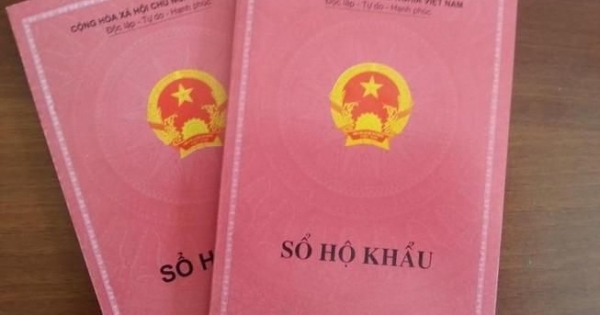 CỘNG HÒA XÃ HỘI CHỦ
Độc lập - Tự do - Hạnh phúc
SỔ H
VIỆT NAM
Độc lập - Tự do - Hạnh phúc
SỔ HỘ KHẨU